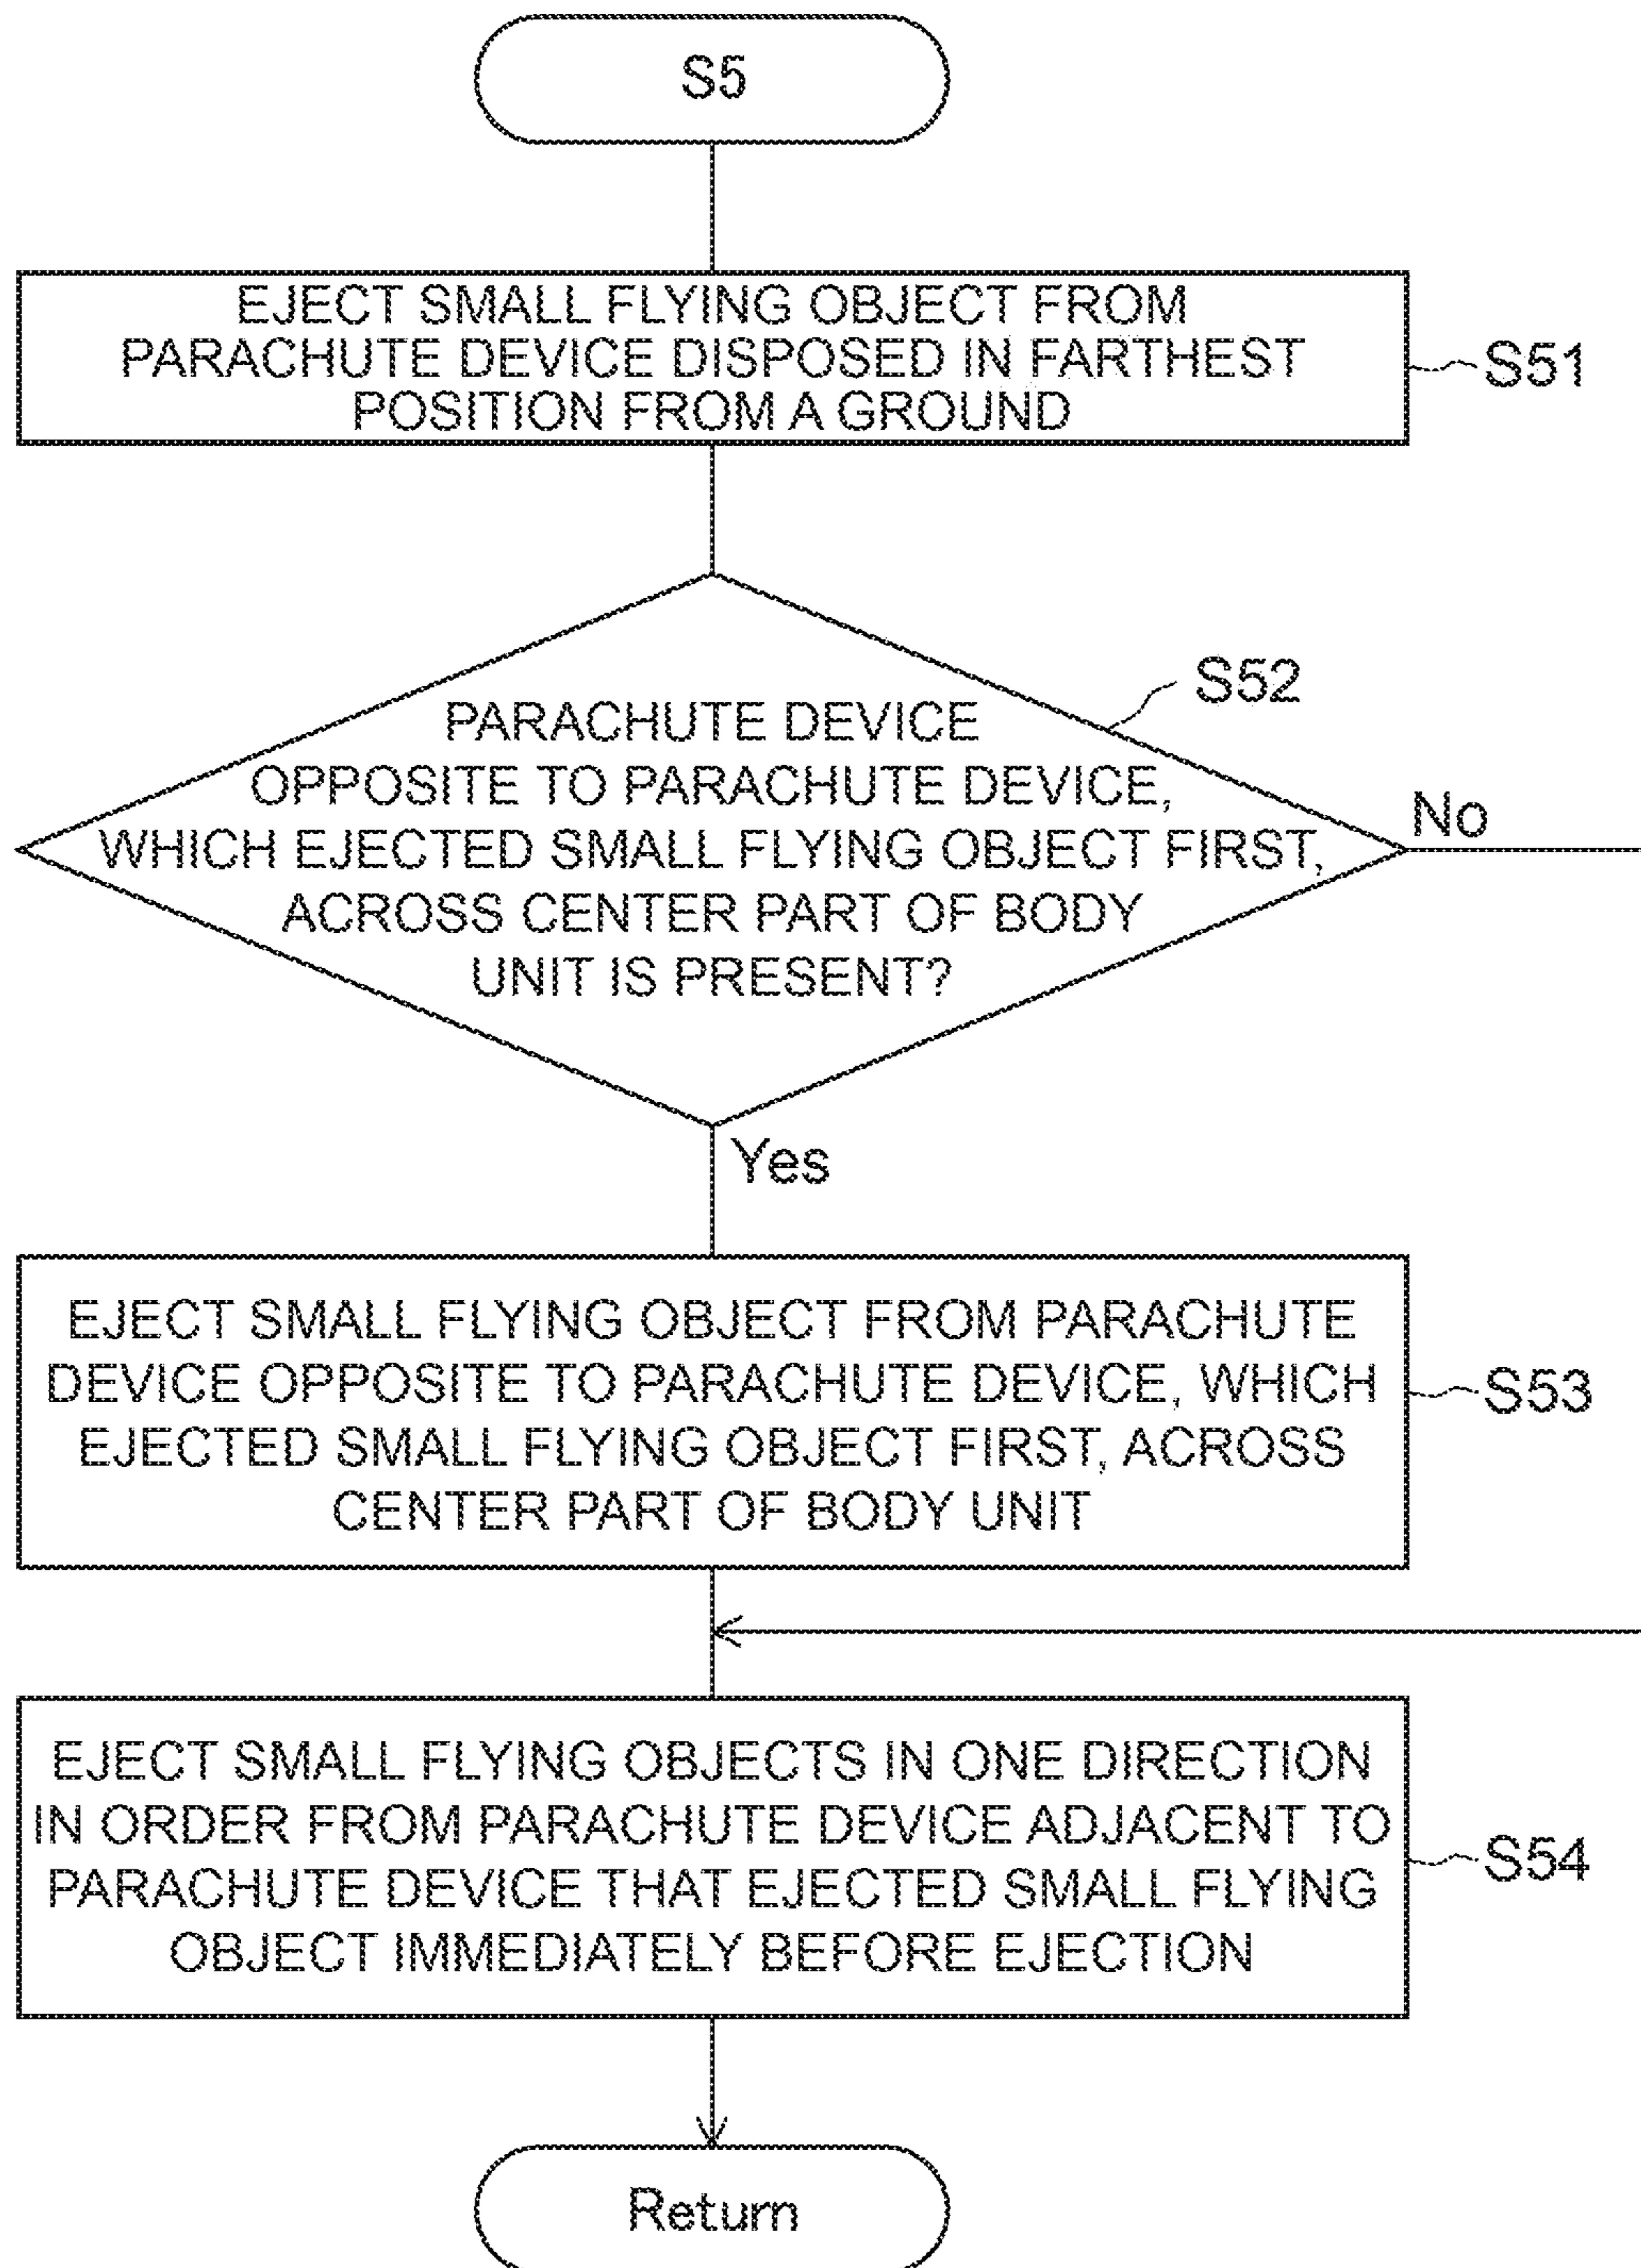 S5
EJECT SMALL FLYING OBJECT FROM
PARACHUTE DEVICE DISPOSED IN FARTHEST
POSITION FROM A GROUND
S51
S52
PARACHUTE DEVICE
OPPOSITE TO PARACHUTE DEVICE,
WHICH EJECTED SMALL FLYING OBJECT FIRST,
ACROSS CENTER PART OF BODY
UNIT IS PRESENT?
No
Yes
EJECT SMALL FLYING OBJECT FROM PARACHUTE
DEVICE OPPOSITE TO PARACHUTE DEVICE, WHICH
EJECTED SMALL FLYING OBJECT FIRST, ACROSS
CENTER PART OF BODY UNIT
S53
EJECT SMALL FLYING OBJECTS IN ONE DIRECTION
IN ORDER FROM PARACHUTE DEVICE ADJACENT TO
PARACHUTE DEVICE THAT EJECTED SMALL FLYING
OBJECT IMMEDIATELY BEFORE EJECTION
S54
Return